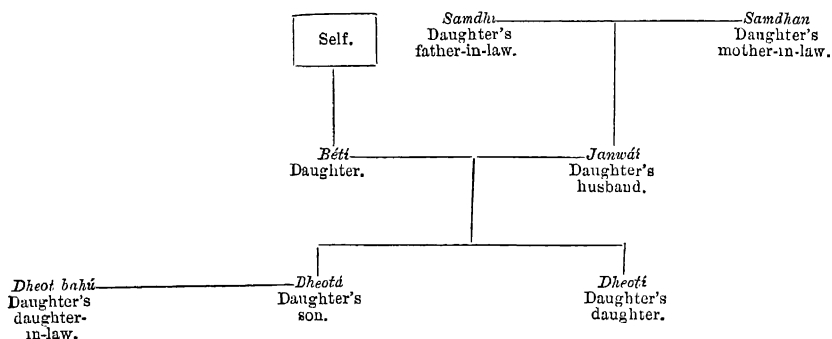 Self.
Samdhi
Daughter's
father-in-law.
Samdhan
Daughter's
mother-in-law.
Bétí
Daughter.
Janwái
Daughter's
husband.
Dheot bahú
Daughter's
daughter-
in-law.
Dheotá
Daughter's
son.
Dheotí
Daughter's
daughter.